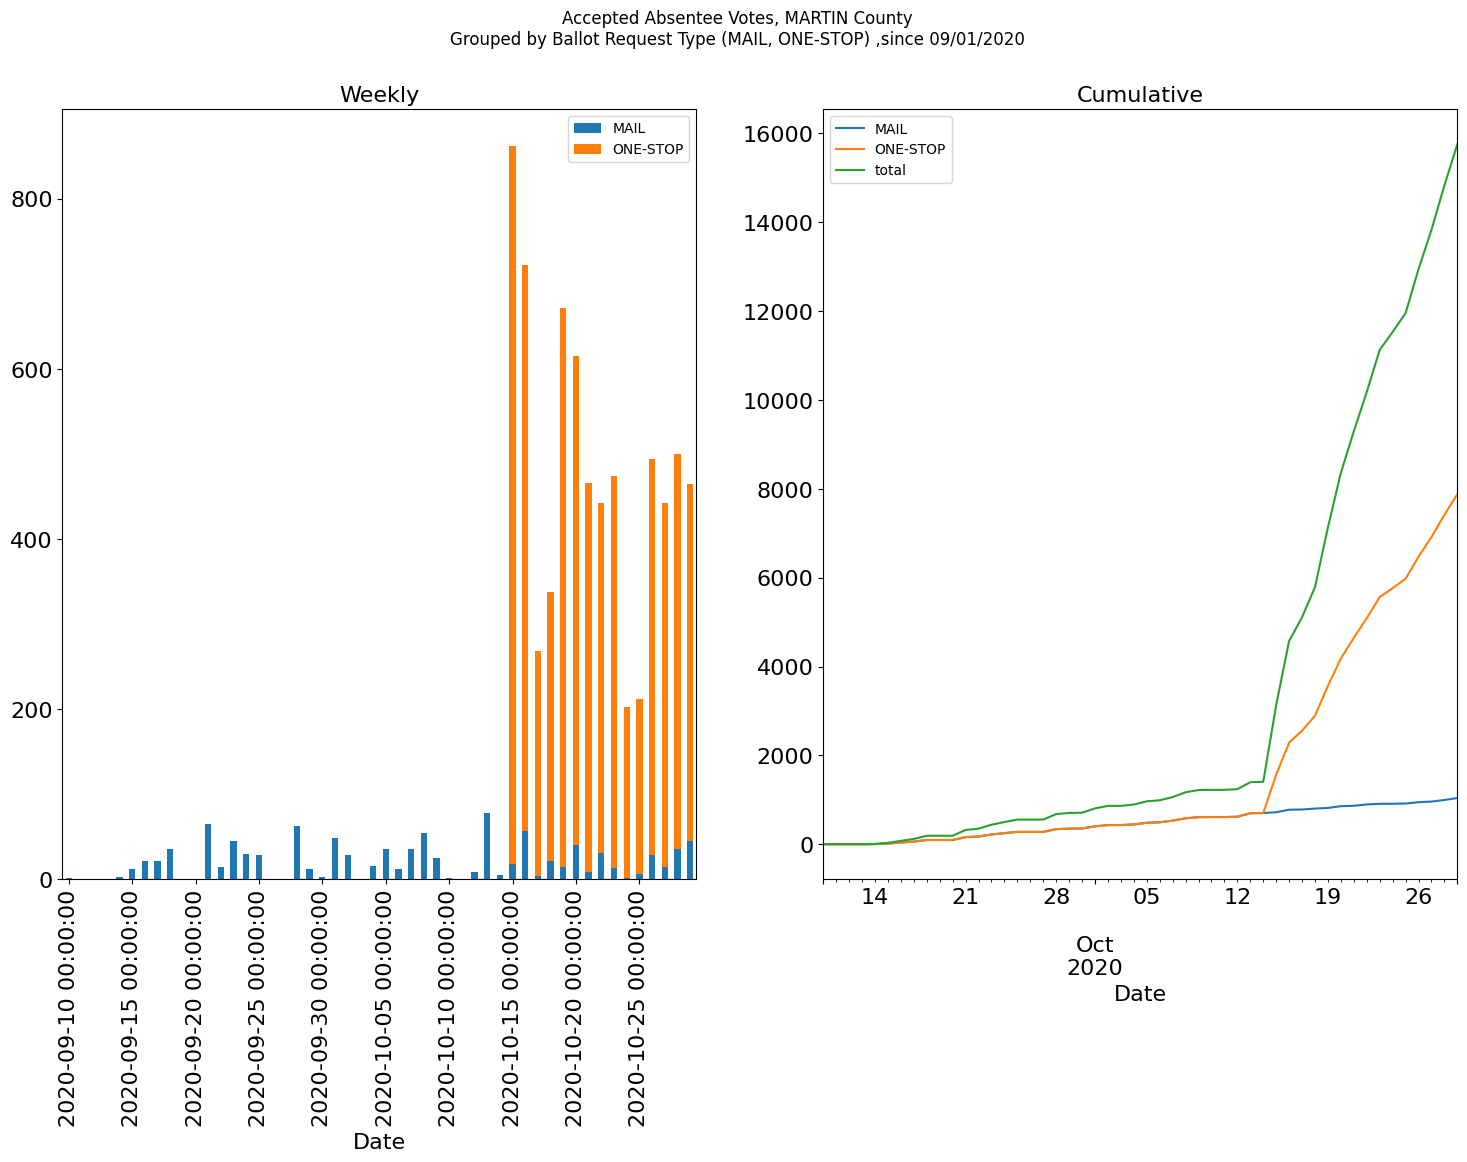 Accepted Absentee Votes, MARTIN County
Grouped by Ballot Request Type (MAIL, ONE-STOP) ,since 09/01/2020
Weekly
MAIL
ONE-STOP
800
600
400
200
0
2020-09-10 00:00:00
2020-09-15 00:00:00
2020-09-20 00:00:00
2020-09-25 00:00:00
2020-09-30 00:00:00
2020-10-05 00:00:00
2020-10-10 00:00:00
2020-10-15 00:00:00
2020-10-20 00:00:00
2020-10-25 00:00:00
Date
Cumulative
MAIL
ONE-STOP
total
16000
14000
12000
10000
8000
6000
4000
2000
0
14 21 28 05 12 19 26
Oct
2020
Date